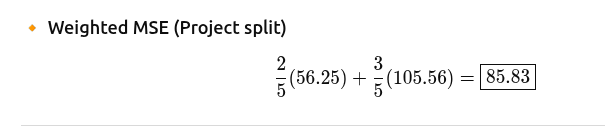 🔸 Weighted MSE (Project split)
2/5(56.25) + 3/5(105.56) = 85.83